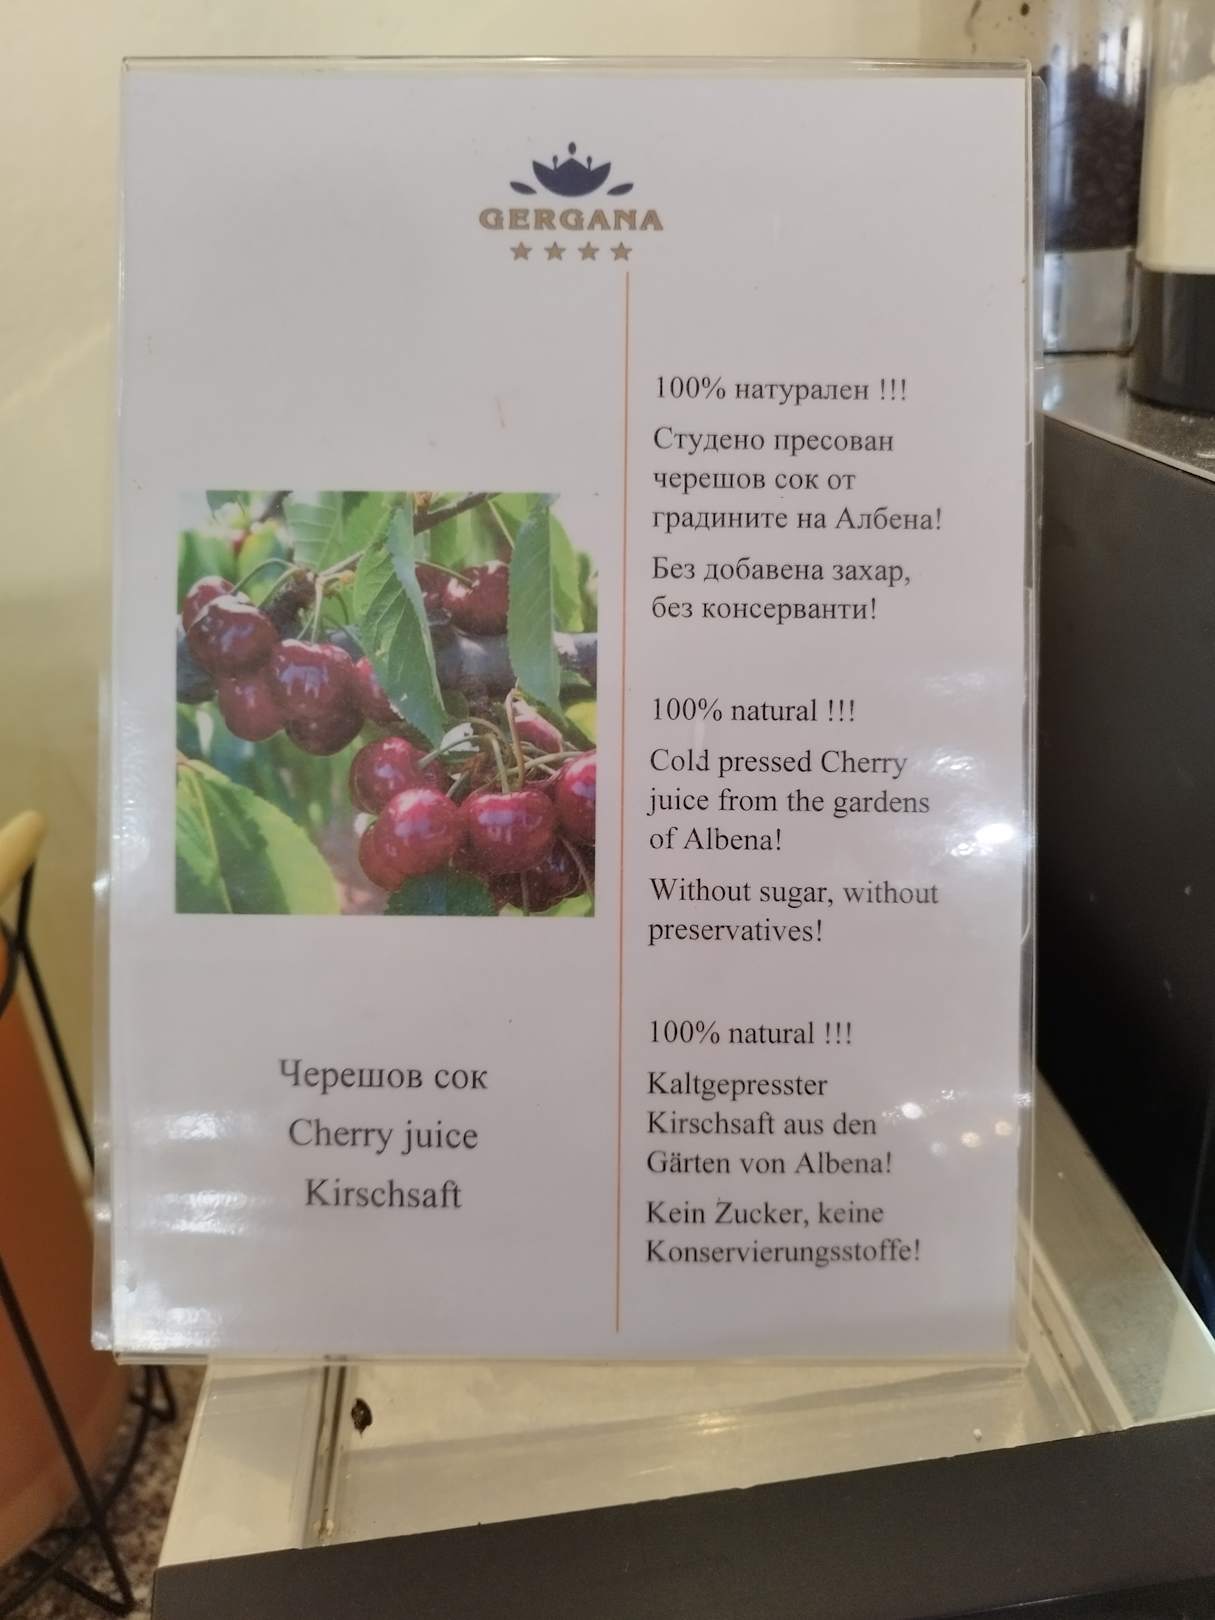 GERGANA
Черешов сок
Cherry juice
Kirschsaft
100% натурален !!!
Студено пресован
черешов сок от
градините на Албена!
Без добавена захар,
без консерванти!
100% natural !!!
Cold pressed Cherry
juice from the gardens
of Albena!
Without sugar, without
preservatives!
100% natural !!!
Kaltgepresster
Kirschsaft aus den
Gärten von Albena!
Kein Zucker, keine
Konservierungsstoffe!